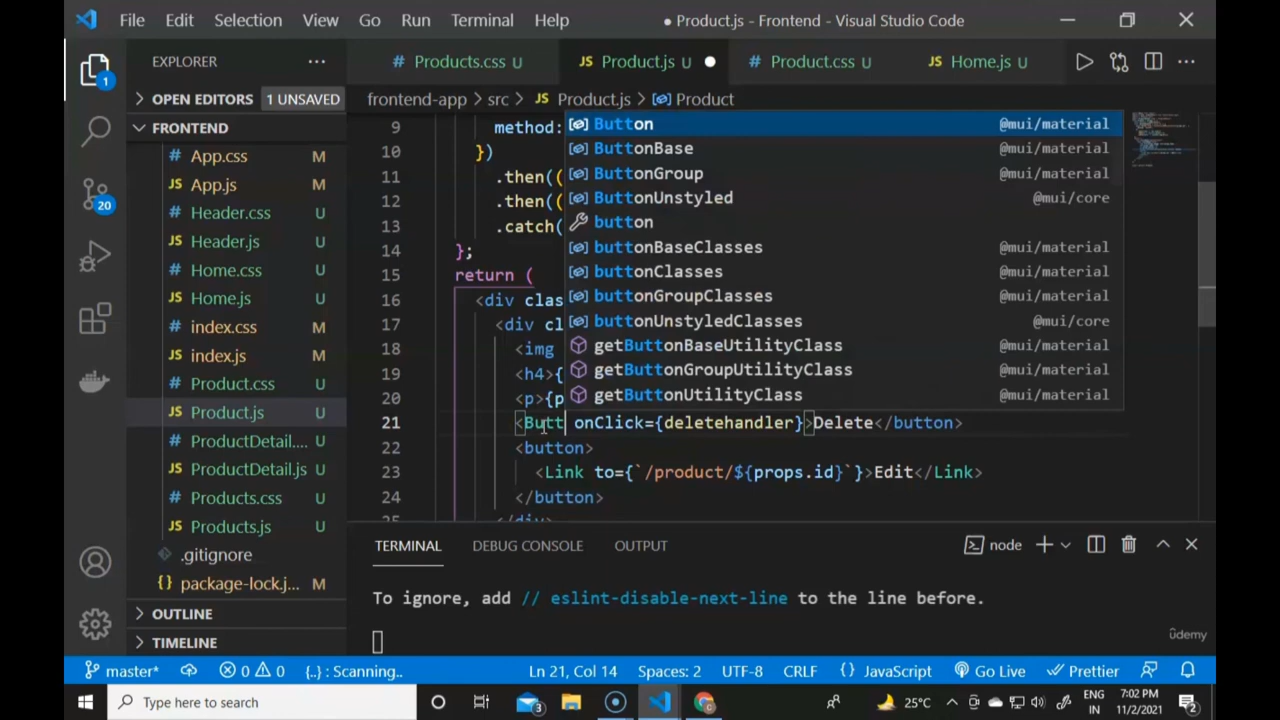 File Edit Selection View Go Run Terminal Help ● Product.js - Frontend - Visual Studio Code
EXPLORER
1
OPEN EDITORS 1 UNSAVED
FRONTEND
# App.css M
JS App.js M
# Header.css U
JS Header.js U
# Home.css U
JS Home.js U
# index.css M
JS index.js M
# Product.css U
JS Product.js U
# ProductDetail.... U
JS ProductDetail.js U
# Products.css U
JS Products.js U
.gitignore
{} package-lock.j... M
OUTLINE
TIMELINE
20
# Products.css U JS Product.js U ● # Product.css U JS Home.js U
frontend-app > src > JS Product.js > Product
9 method:
10 })
11 .then((
12 .then((
13 .catch(
14 };
15 return (
16 <div clas
17 <div cl
18 <img
19 <h4>{
20 <p>{p
21 <Butt onClick={deletehandler}>Delete</button>
22 <button>
23 <Link to={`/product/${props.id}`}>Edit</Link>
24 </button>
25 </div>
Button @mui/material
ButtonBase @mui/material
ButtonGroup @mui/material
ButtonUnstyled @mui/core
button
buttonBaseClasses @mui/material
buttonClasses @mui/material
buttonGroupClasses @mui/material
buttonUnstyledClasses @mui/core
getButtonBaseUtilityClass @mui/material
getButtonGroupUtilityClass @mui/material
getButtonUtilityClass @mui/material
TERMINAL DEBUG CONSOLE OUTPUT node
To ignore, add // eslint-disable-next-line to the line before.
udemy
master* 0 0 {..} : Scanning.. Ln 21, Col 14 Spaces: 2 UTF-8 CRLF {} JavaScript Go Live Prettier
Type here to search 3 25°C ENG IN 7:02 PM 11/2/2021 2